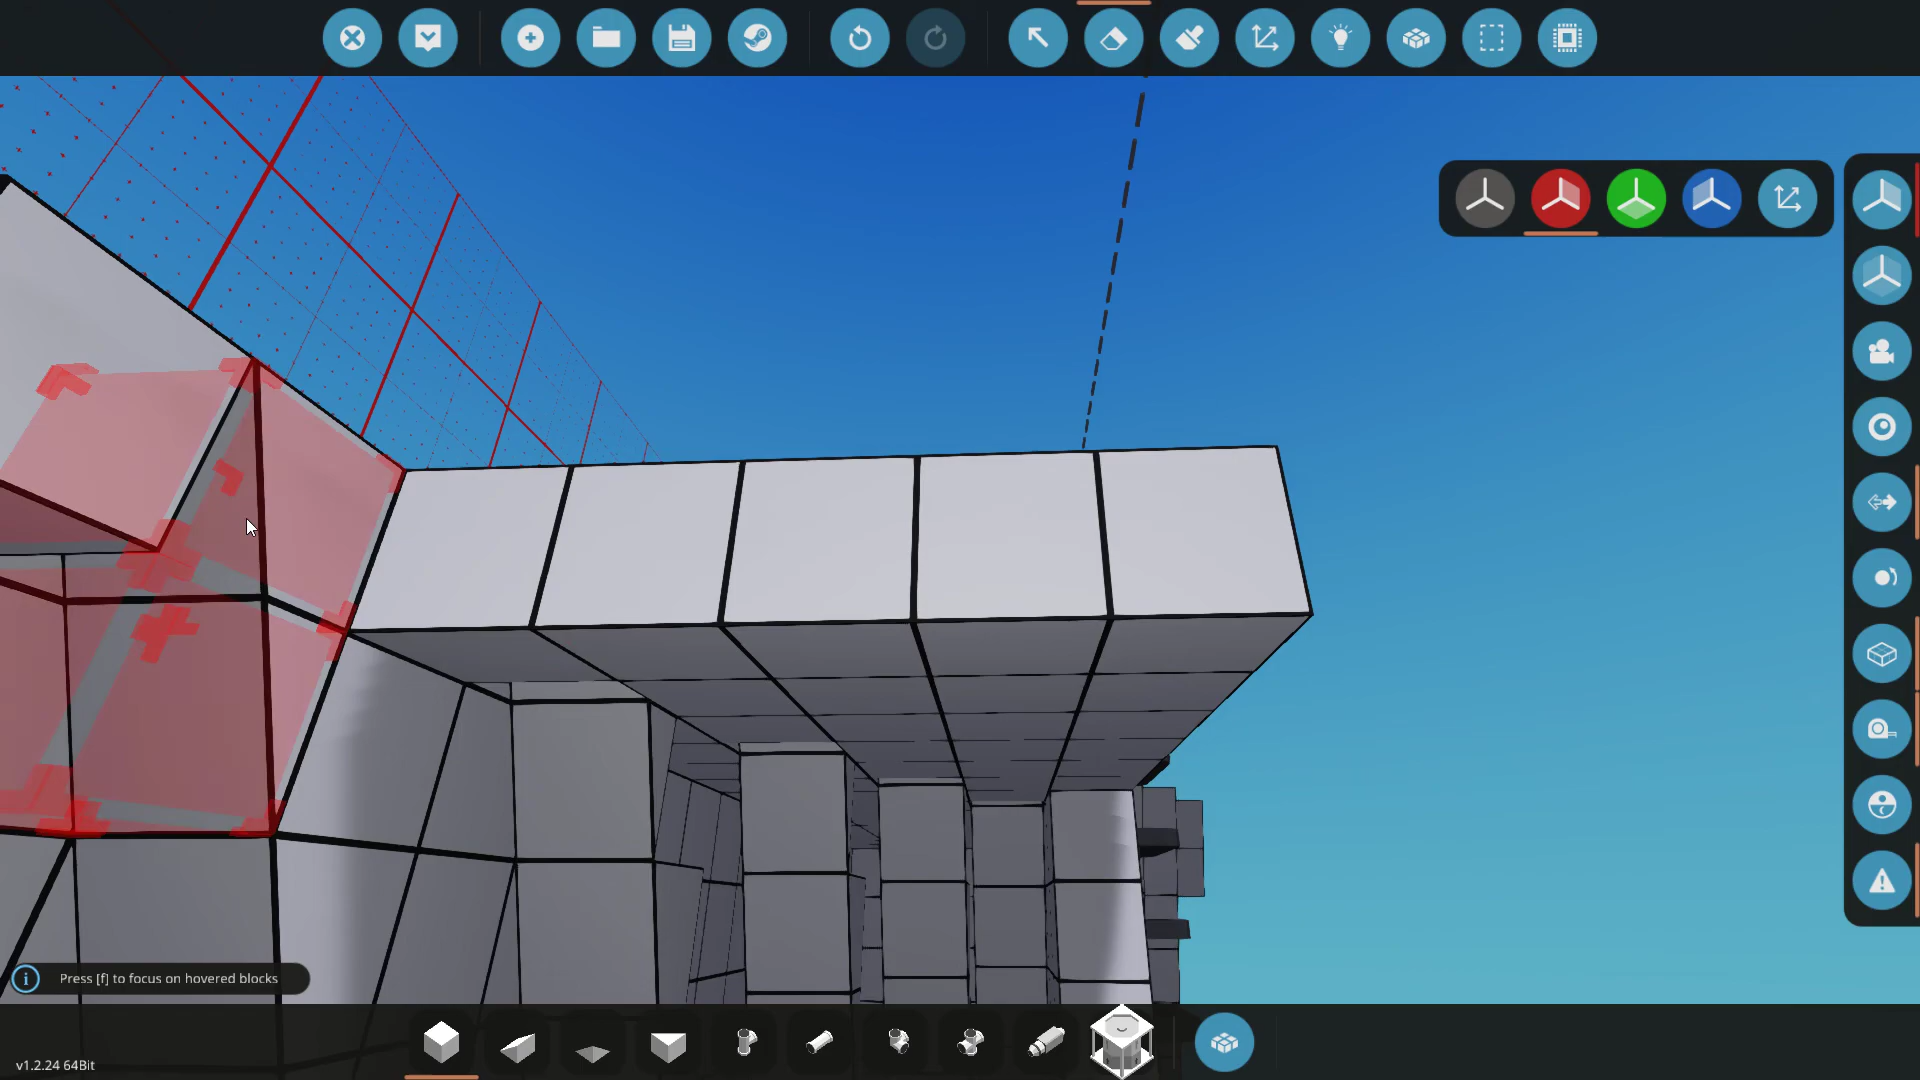 Press [f] to focus on hovered blocks
v1.2.24 64Bit